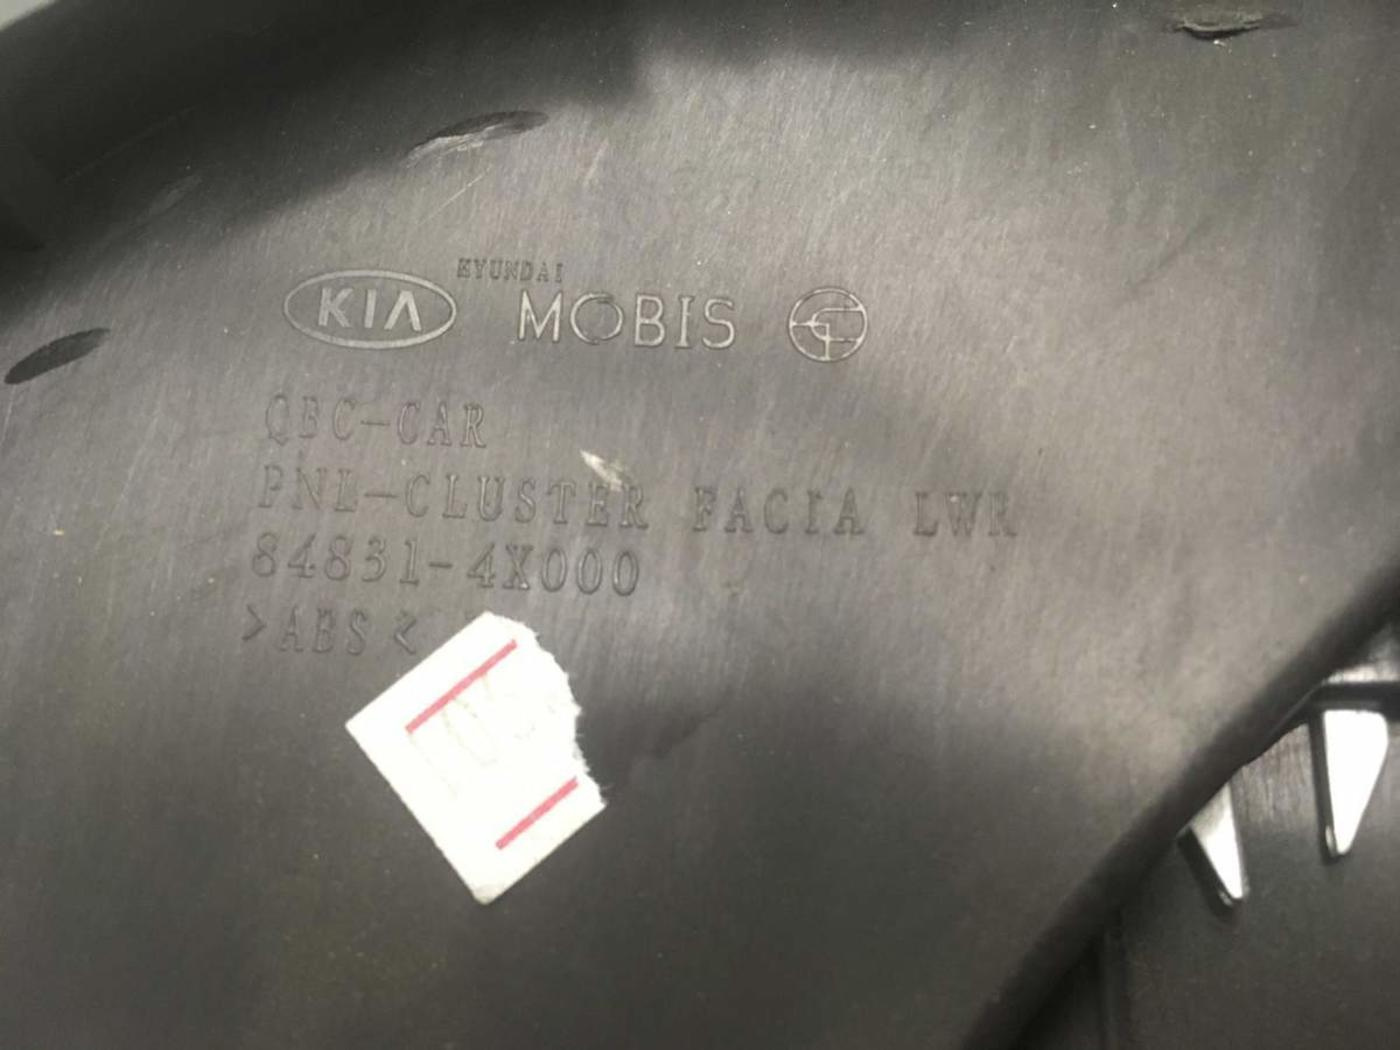 KIA HYUNDAI MOBIS
QBC-CAR
PNL-CLUSTER FACIA LWR
84831-4X000
>ABS<